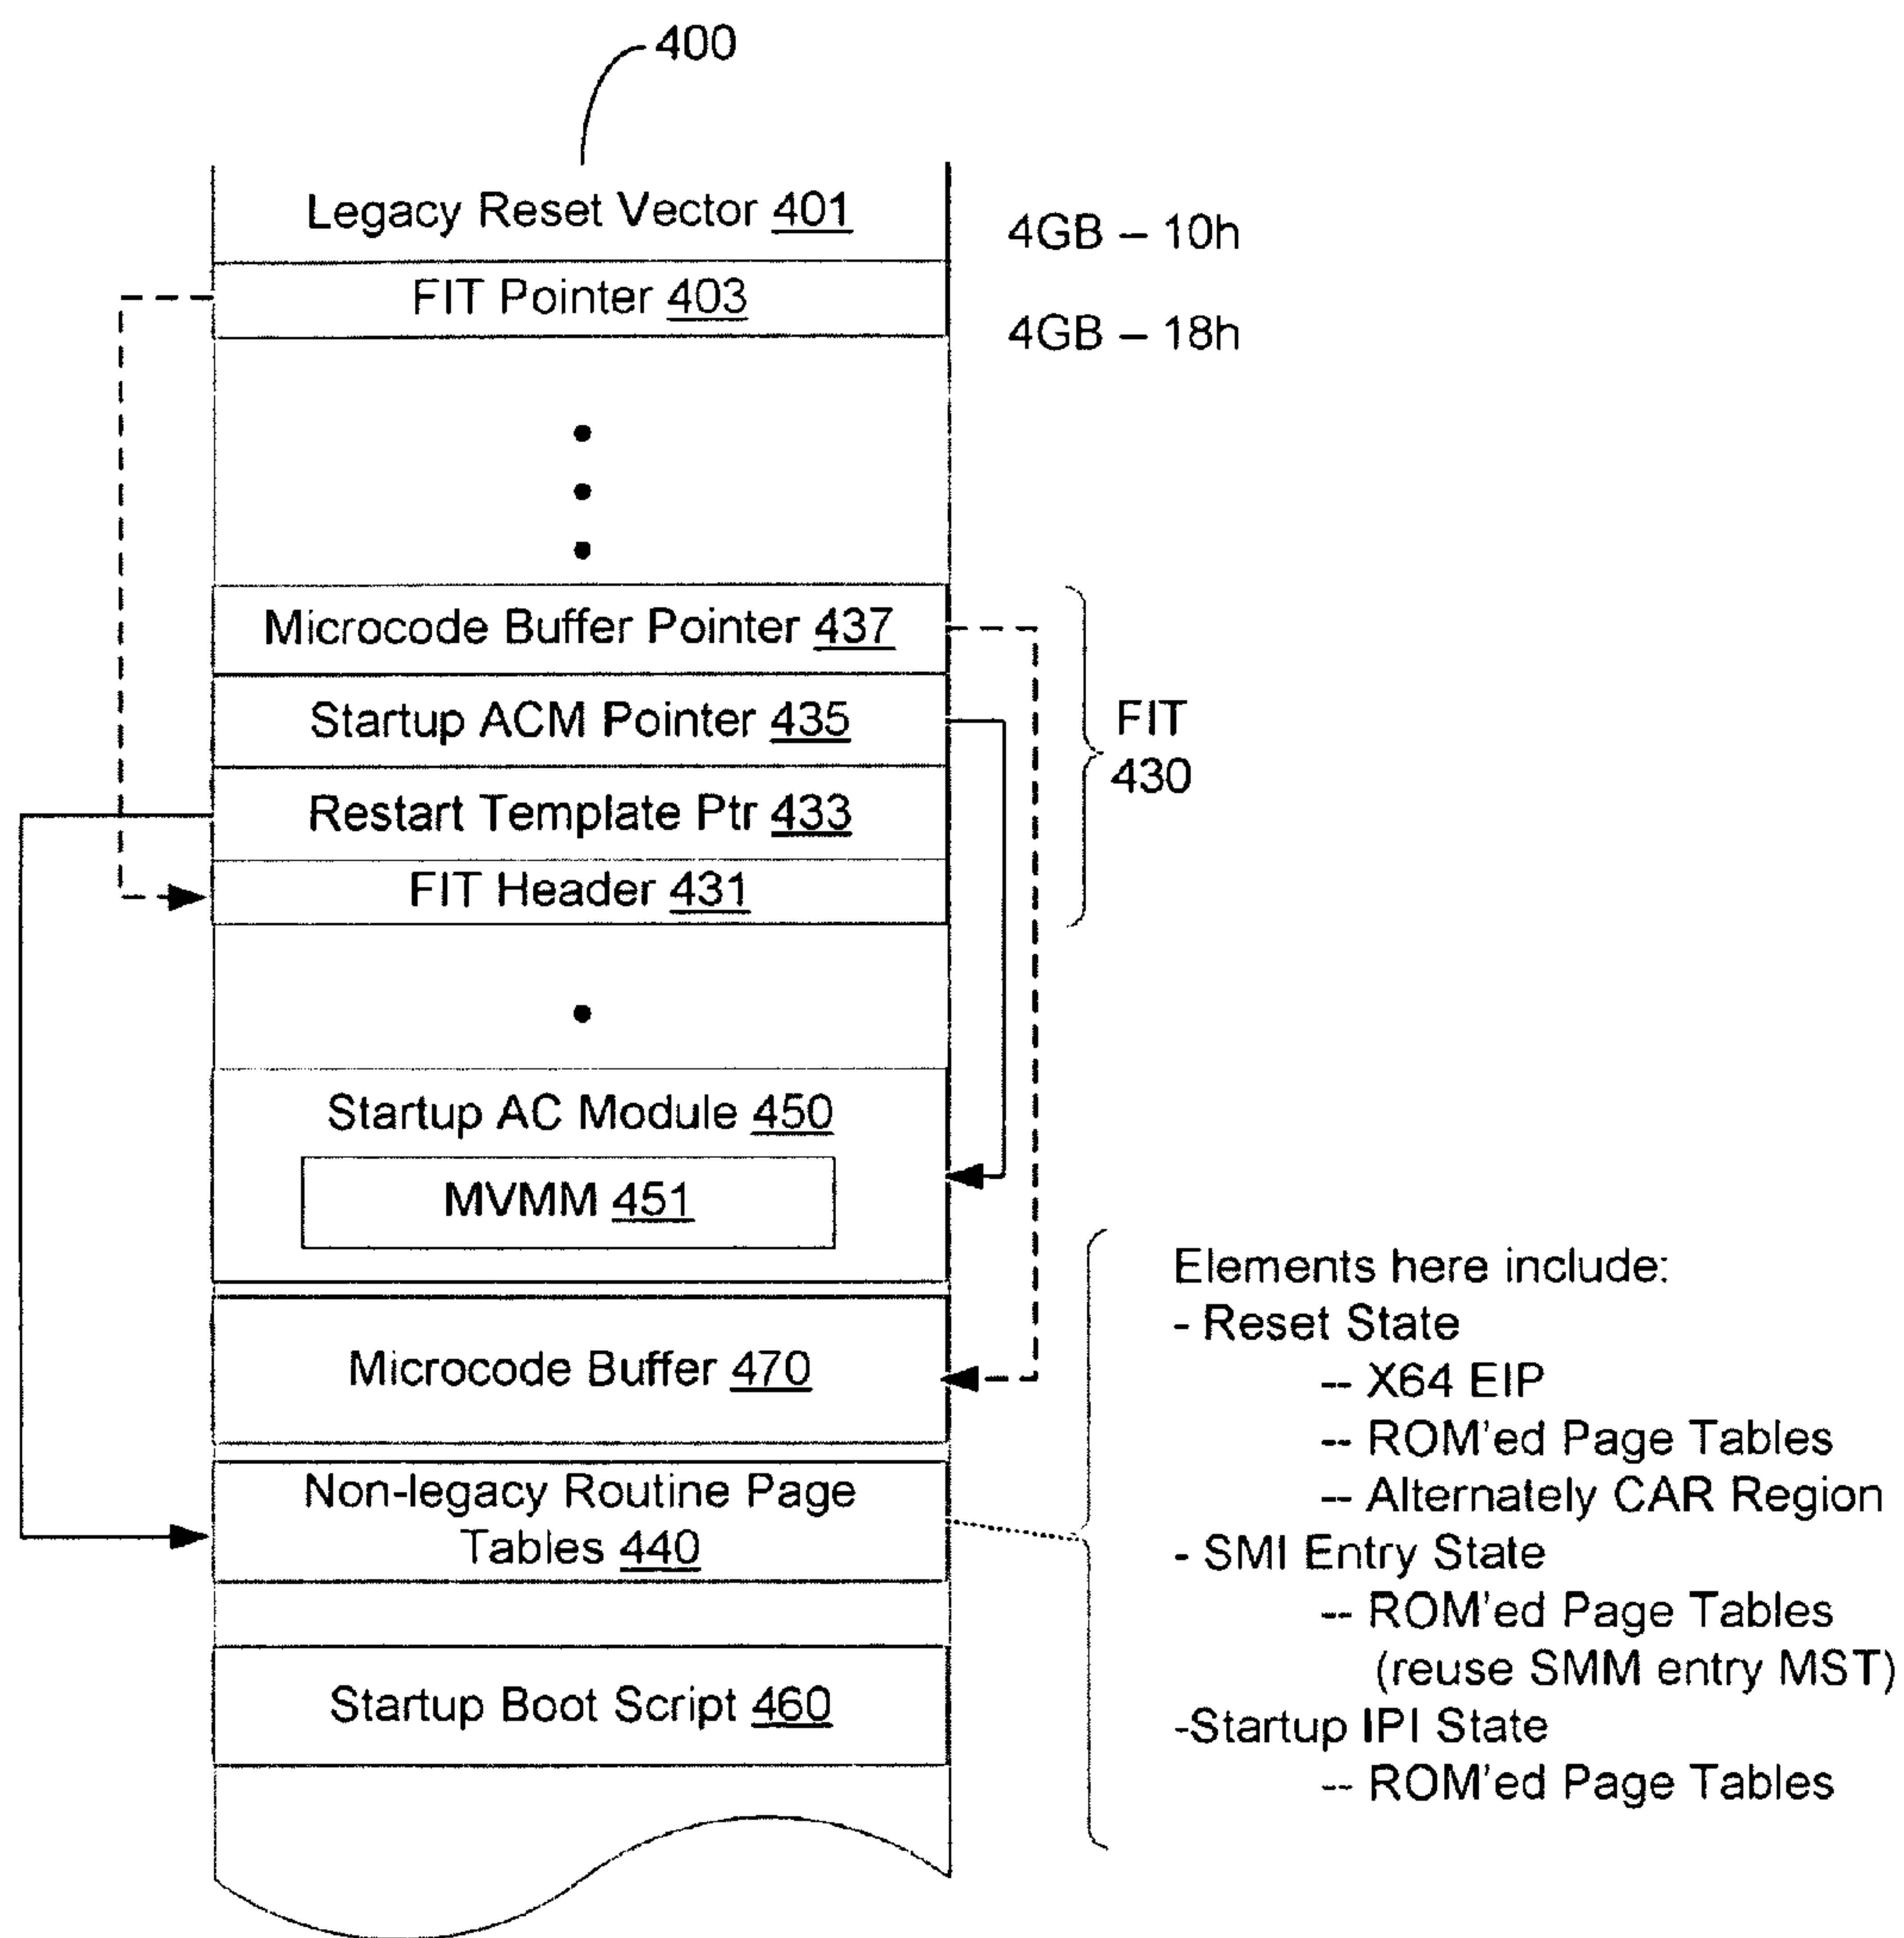 400
Legacy Reset Vector 401
4GB – 10h
FIT Pointer 403
4GB – 18h
Microcode Buffer Pointer 437
Startup ACM Pointer 435
FIT
430
Restart Template Ptr 433
FIT Header 431
Startup AC Module 450
MVMM 451
Microcode Buffer 470
Non-legacy Routine Page
Tables 440
Startup Boot Script 460
Elements here include:
- Reset State
-- X64 EIP
-- ROM'ed Page Tables
-- Alternately CAR Region
- SMI Entry State
-- ROM'ed Page Tables
(reuse SMM entry MST)
-Startup IPI State
-- ROM'ed Page Tables